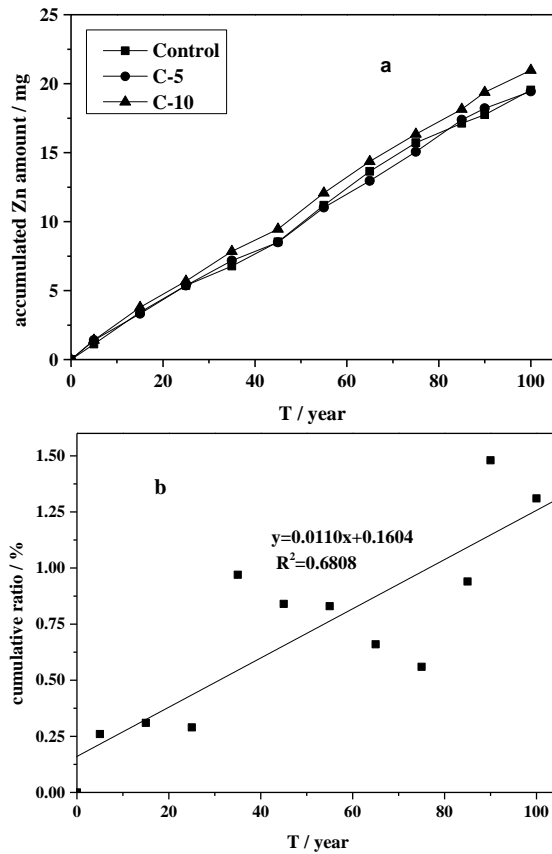 25
20
15
10
5
0
accumulated Zn amount / mg
Control
C-5
C-10
a
0 20 40 60 80 100
T / year
1.50
1.25
1.00
0.75
0.50
0.25
0.00
cumulative ratio / %
b
y=0.0110x+0.1604
R²=0.6808
0 20 40 60 80 100
T / year